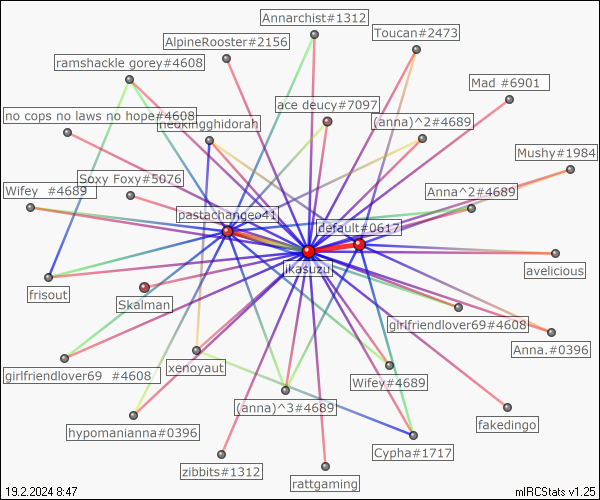 Annarchist#1312
Toucan#2473
AlpineRooster#2156
ramshackle gorey#4608
Mad #6901
ace deucy#7097
no cops no laws no hope#4608
neokingghidorah
(anna)^2#4689
Mushy#1984
Soxy Foxy#5076
Wifey #4689
Anna^2#4689
pastachangeo41
default#0617
ikasuzu
avelicious
frisout
Skalman
girlfriendlover69#4608
Anna.#0396
xenoyaut
girlfriendlover69 #4608
Wifey#4689
(anna)^3#4689
fakedingo
hypomanianna#0396
Cypha#1717
zibbits#1312
rattgaming
19.2.2024 8:47
mIRCStats v1.25